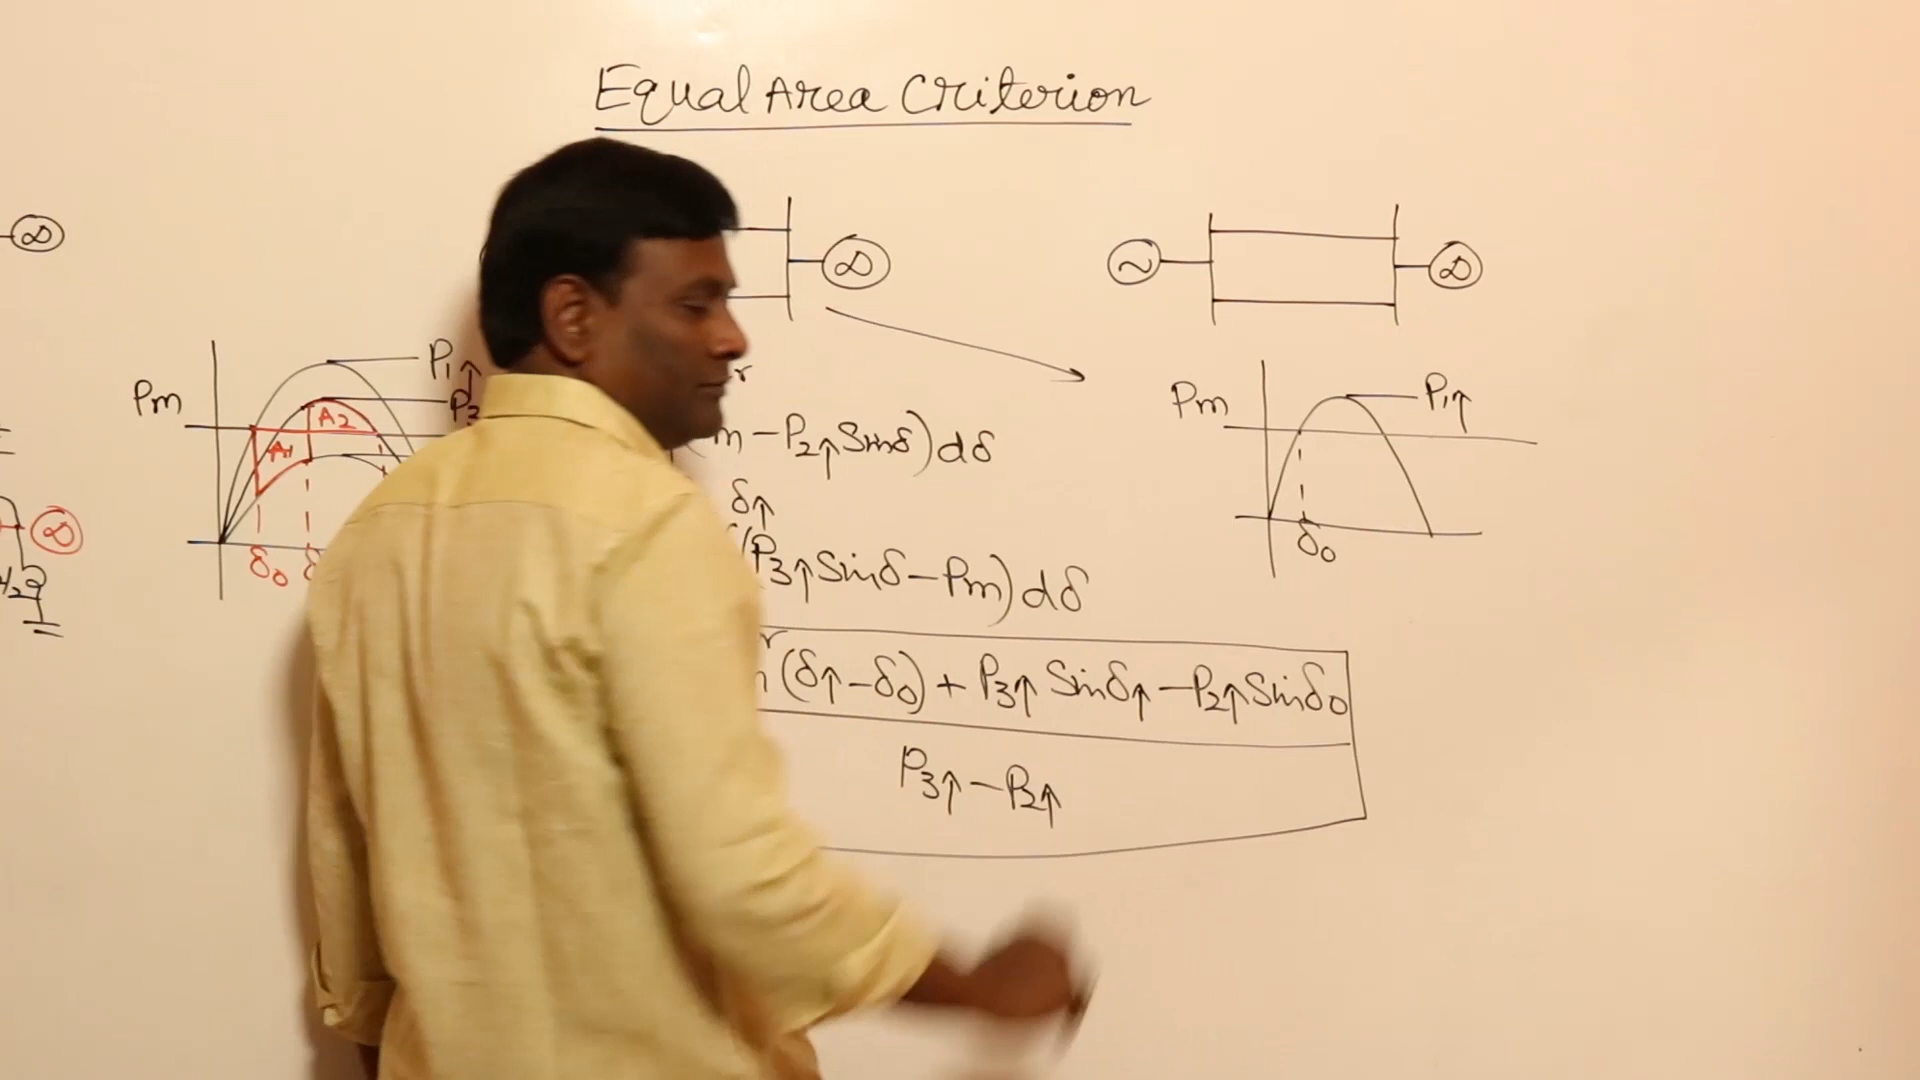 Equal Area Criterion
∞
∞
~
∞
Pm
P1↑
P2
A2
A1
δ0
∞
r
m - P2↑ Sinδ) dδ
δ↑
(P3↑ Sinδ - Pm) dδ
r
(δ↑ - δ0) + P3↑ Sinδ↑ - P2↑ Sinδ0
P3↑ - P2↑
Pm
P1↑
δ0